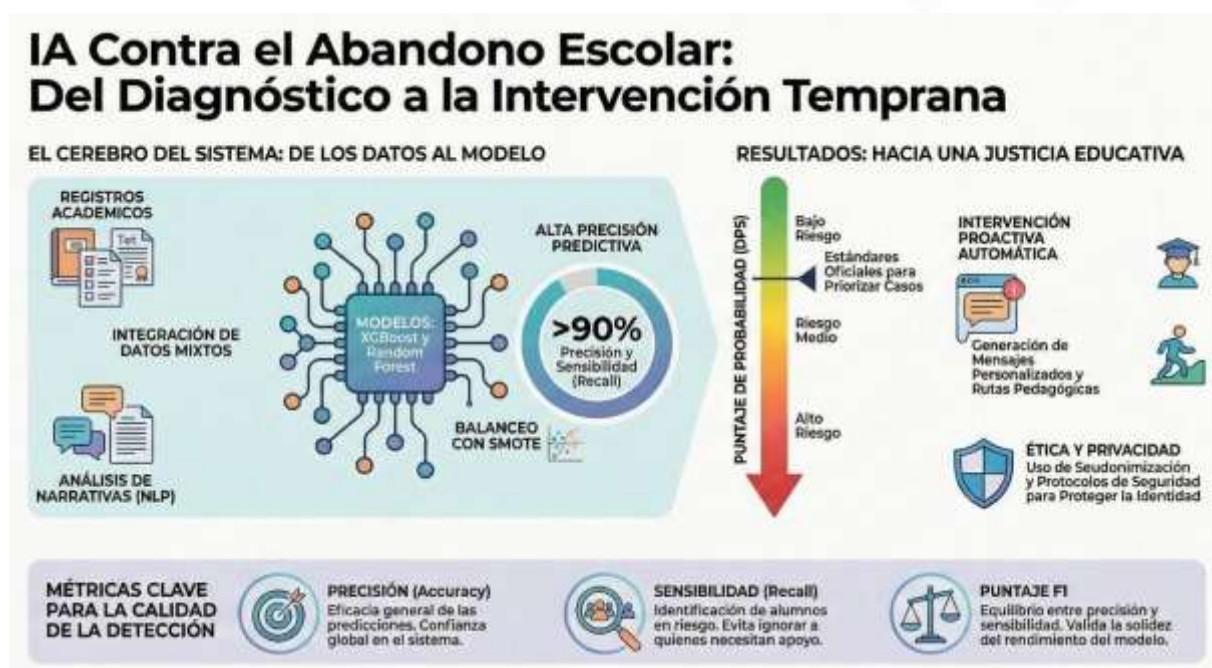 IA Contra el Abandono Escolar:
Del Diagnóstico a la Intervención Temprana
EL CEREBRO DEL SISTEMA: DE LOS DATOS AL MODELO
REGISTROS
ACADEMICOS
INTEGRACIÓN DE
DATOS MIXTOS
ANÁLISIS DE
NARRATIVAS (NLP)
MODELOS:
XGBoost y
Random
Forest
ALTA PRECISIÓN
PREDICTIVA
>90%
Precisión y
Sensibilidad
(Recall)
BALANCEO
CON SMOTE
RESULTADOS: HACIA UNA JUSTICIA EDUCATIVA
PUNTAJE DE PROBABILIDAD (DPS)
Bajo
Riesgo
Estándares
Oficiales para
Priorizar Casos
Riesgo
Medio
Alto
Riesgo
INTERVENCIÓN
PROACTIVA
AUTOMÁTICA
Generación de
Mensajes
Personalizados y
Rutas Pedagógicas
ÉTICA Y PRIVACIDAD
Uso de Seudonimización
y Protocolos de Seguridad
para Proteger la Identidad
MÉTRICAS CLAVE
PARA LA CALIDAD
DE LA DETECCIÓN
PRECISIÓN (Accuracy)
Eficacia general de las
predicciones. Confianza
global en el sistema.
SENSIBILIDAD (Recall)
Identificación de alumnos
en riesgo. Evita ignorar a
quienes necesitan apoyo.
PUNTAJE F1
Equilibrio entre precisión y
sensibilidad. Valida la solidez
del rendimiento del modelo.